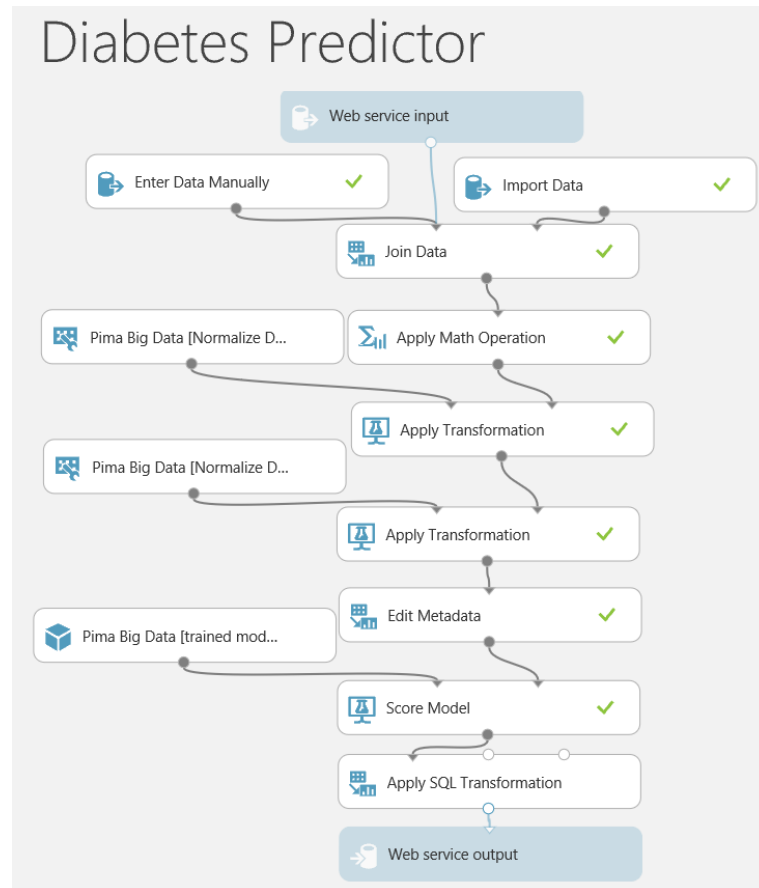 Diabetes Predictor
Web service input
Enter Data Manually
Import Data
Join Data
Pima Big Data [Normalize D...
Apply Math Operation
Apply Transformation
Pima Big Data [Normalize D...
Apply Transformation
Edit Metadata
Pima Big Data [trained mod...
Score Model
Apply SQL Transformation
Web service output